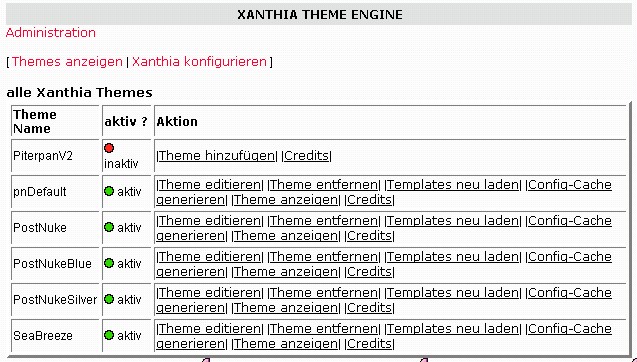 XANTHIA THEME ENGINE
Administration
[ Themes anzeigen | Xanthia konfigurieren ]
alle Xanthia Themes
Theme Name aktiv ? Aktion
PiterpanV2 inaktiv |Theme hinzufügen| |Credits|
pnDefault aktiv |Theme editieren| |Theme entfernen| |Templates neu laden| |Config-Cache
generieren| |Theme anzeigen| |Credits|
PostNuke aktiv |Theme editieren| |Theme entfernen| |Templates neu laden| |Config-Cache
generieren| |Theme anzeigen| |Credits|
PostNukeBlue aktiv |Theme editieren| |Theme entfernen| |Templates neu laden| |Config-Cache
generieren| |Theme anzeigen| |Credits|
PostNukeSilver aktiv |Theme editieren| |Theme entfernen| |Templates neu laden| |Config-Cache
generieren| |Theme anzeigen| |Credits|
SeaBreeze aktiv |Theme editieren| |Theme entfernen| |Templates neu laden| |Config-Cache
generieren| |Theme anzeigen| |Credits|